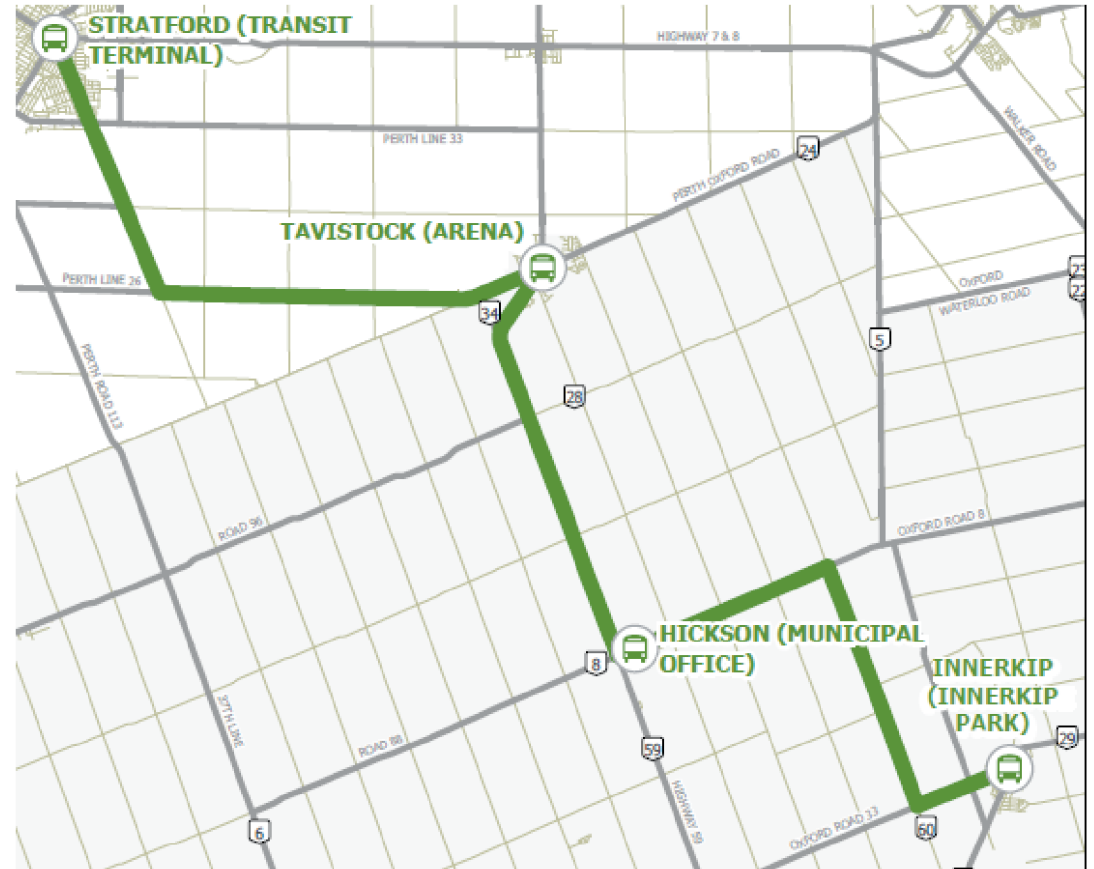 STRATFORD (TRANSIT
TERMINAL)
HIGHWAY 7 & 8
WALKER ROAD
PERTH LINE 33
24
PERTH OXFORD ROAD
TAVISTOCK (ARENA)
PERTH LINE 26
OXFORD
WATERLOO ROAD
22
34
5
PERTH ROAD 113
28
ROAD 96
OXFORD ROAD 8
HICKSON (MUNICIPAL
OFFICE)
8
INNERKIP
(INNERKIP
PARK)
37TH LINE
ROAD 88
59
29
HIGHWAY 59
6
OXFORD ROAD 33
60